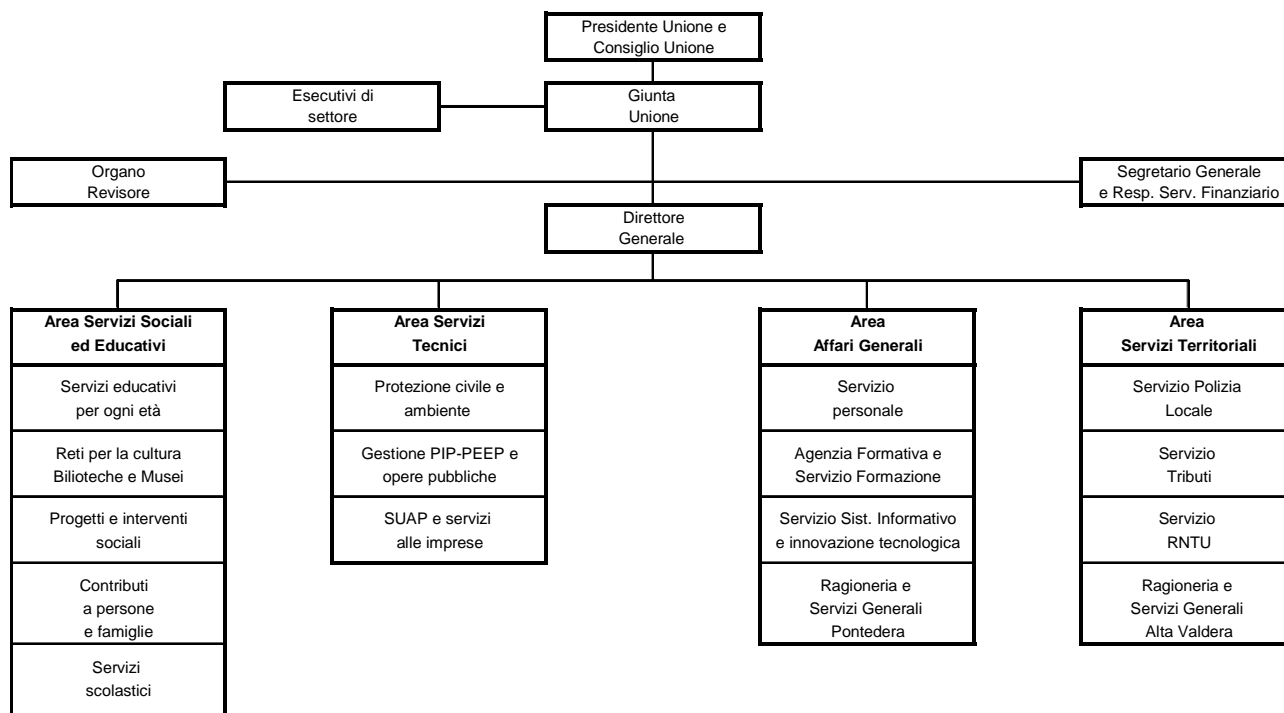 Presidente Unione e
Consiglio Unione
Esecutivi di
settore
Giunta
Unione
Organo
Revisore
Segretario Generale
e Resp. Serv. Finanziario
Direttore
Generale
Area Servizi Sociali
ed Educativi
Servizi educativi
per ogni età
Reti per la cultura
Bilioteche e Musei
Progetti e interventi
sociali
Contributi
a persone
e famiglie
Servizi
scolastici
Area Servizi
Tecnici
Protezione civile e
ambiente
Gestione PIP-PEEP e
opere pubbliche
SUAP e servizi
alle imprese
Area
Affari Generali
Servizio
personale
Agenzia Formativa e
Servizio Formazione
Servizio Sist. Informativo
e innovazione tecnologica
Ragioneria e
Servizi Generali
Pontedera
Area
Servizi Territoriali
Servizio Polizia
Locale
Servizio
Tributi
Servizio
RNTU
Ragioneria e
Servizi Generali
Alta Valdera